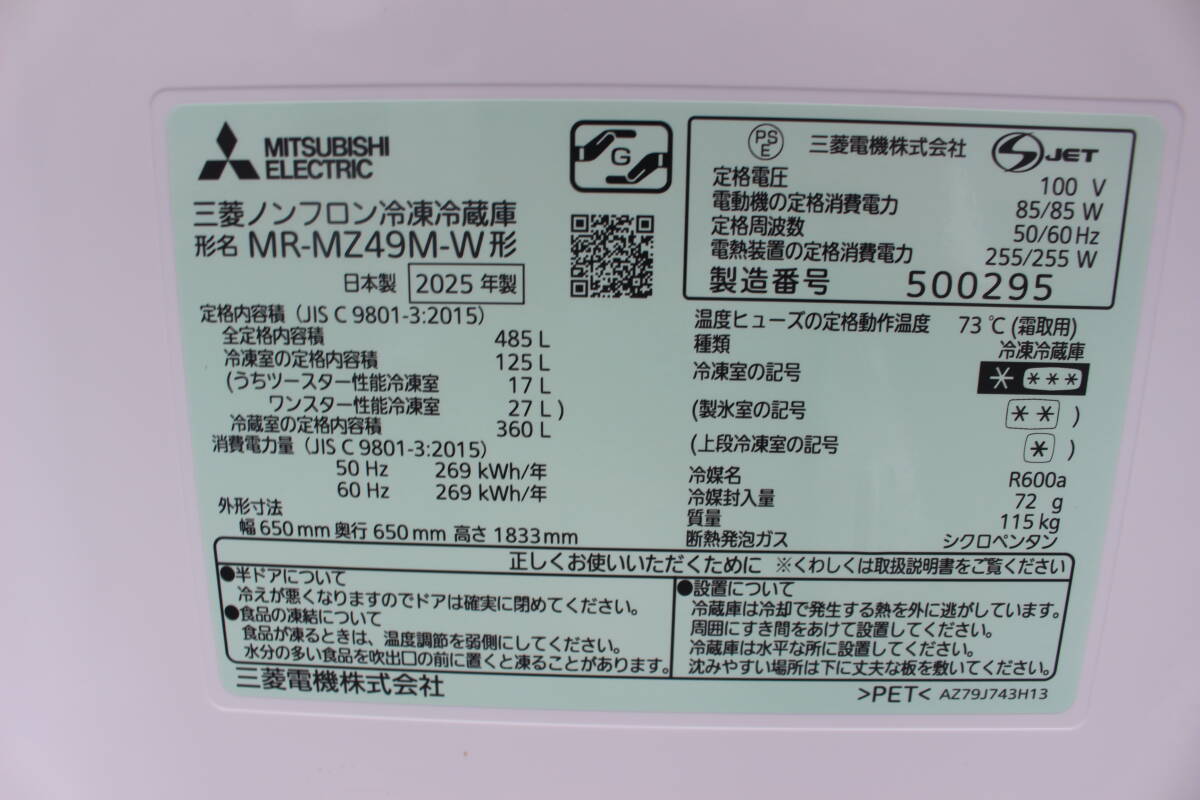 MITSUBISHI
ELECTRIC
三菱ノンフロン冷凍冷蔵庫
形名 MR-MZ49M-W形
日本製 2025 年製
G
PS
E
三菱電機株式会社
JET
定格電圧 100 V
電動機の定格消費電力 85/85 W
定格周波数 50/60 Hz
電熱装置の定格消費電力 255/255 W
製造番号 500295
定格内容積 (JIS C 9801-3:2015)
全定格内容積 485 L
冷凍室の定格内容積 125 L
(うちツースター性能冷凍室 17 L
ワンスター性能冷凍室 27 L )
冷蔵室の定格内容積 360 L
消費電力量 (JIS C 9801-3:2015)
50 Hz 269 kWh/年
60 Hz 269 kWh/年
外形寸法
幅 650 mm 奥行 650 mm 高さ 1833 mm
温度ヒューズの定格動作温度 73 ℃ (霜取用)
種類 冷凍冷蔵庫
冷凍室の記号 * ***
(製氷室の記号 ** )
(上段冷凍室の記号 * )
冷媒名 R600a
冷媒封入量 72 g
質量 115 kg
断熱発泡ガス シクロペンタン
正しくお使いいただくために ※くわしくは取扱説明書をご覧ください
●半ドアについて
冷えが悪くなりますのでドアは確実に閉めてください。
●食品の凍結について
食品が凍るときは、温度調節を弱側にしてください。
水分の多い食品を吹出口の前に置くと凍ることがあります。
●設置について
冷蔵庫は冷却で発生する熱を外に逃がしています。
周囲にすき間をあけて設置してください。
冷蔵庫は水平な所に設置してください。
沈みやすい場所は下に丈夫な板を敷いてください。
三菱電機株式会社
>PET< AZ79J743H13